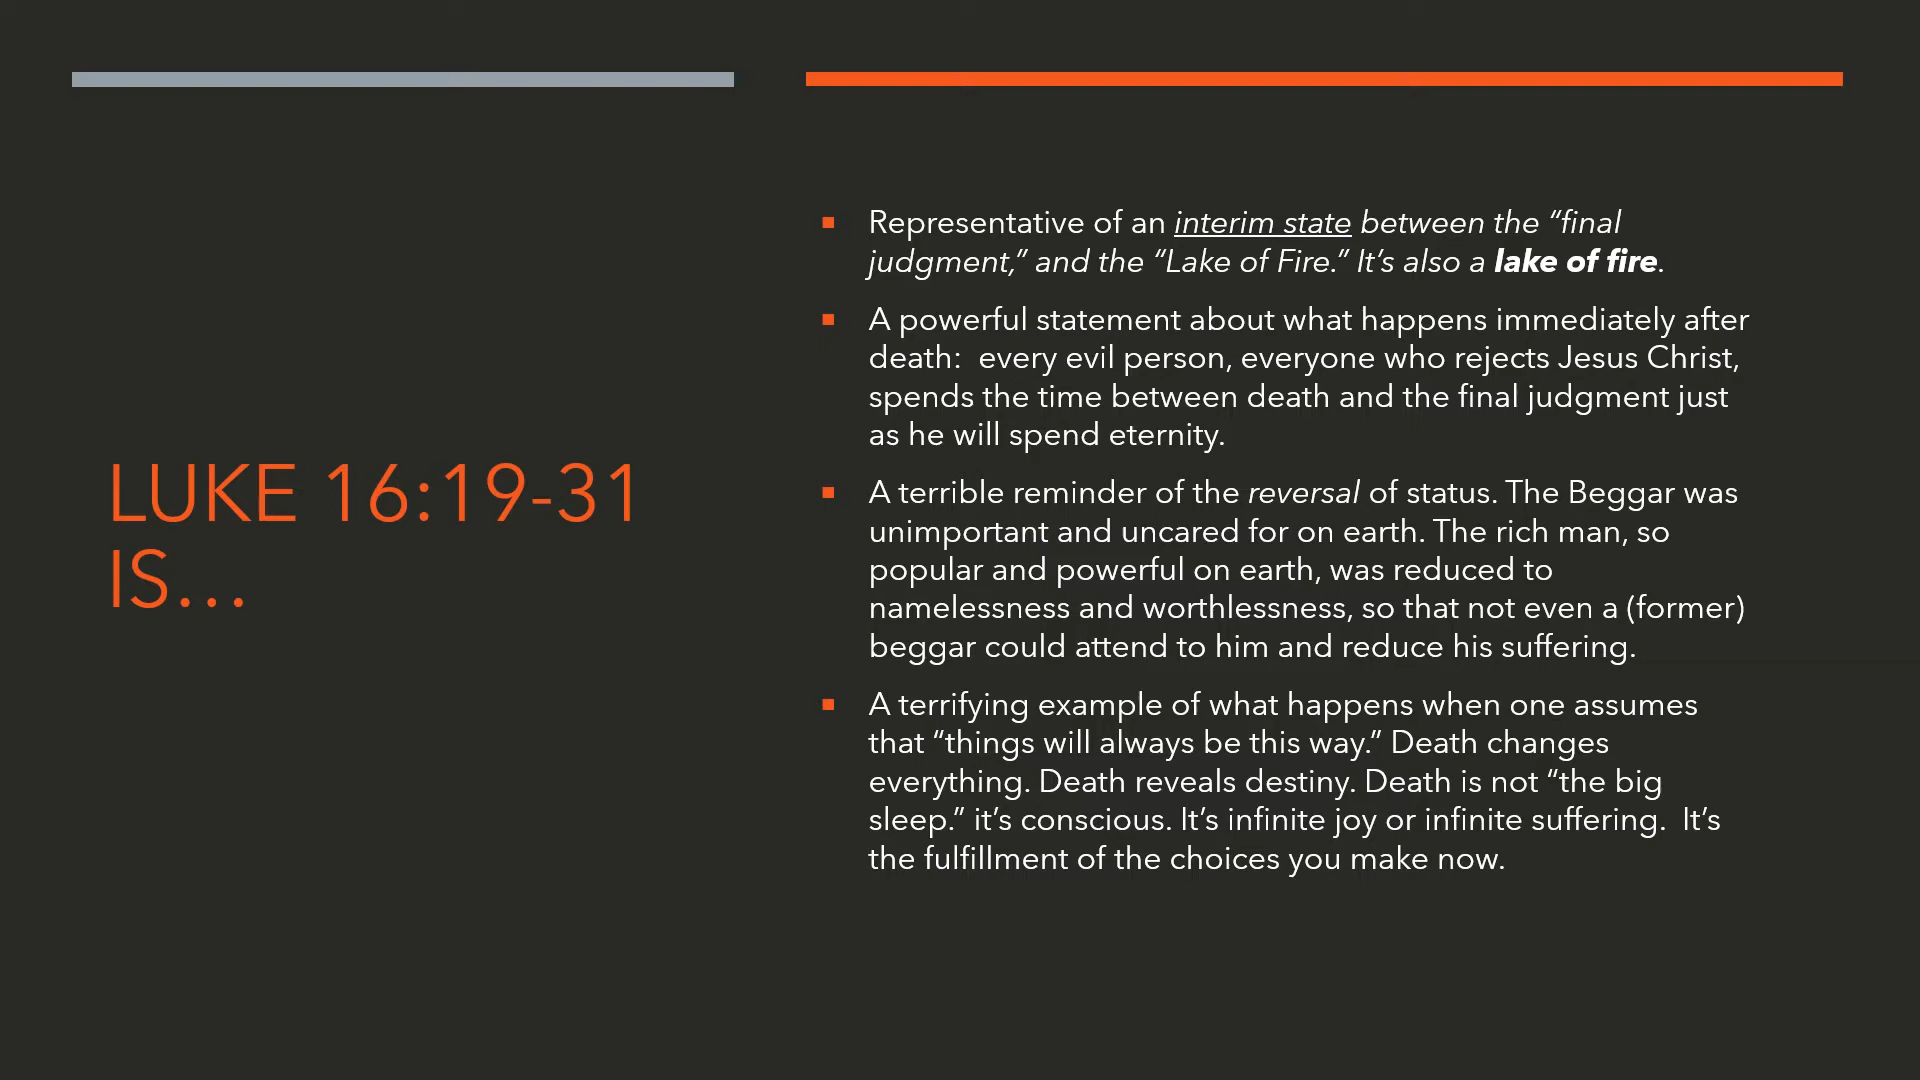 LUKE 16:19-31
IS...
Representative of an interim state between the “final
judgment,” and the “Lake of Fire.” It’s also a lake of fire.
A powerful statement about what happens immediately after
death:  every evil person, everyone who rejects Jesus Christ,
spends the time between death and the final judgment just
as he will spend eternity.
A terrible reminder of the reversal of status. The Beggar was
unimportant and uncared for on earth. The rich man, so
popular and powerful on earth, was reduced to
namelessness and worthlessness, so that not even a (former)
beggar could attend to him and reduce his suffering.
A terrifying example of what happens when one assumes
that “things will always be this way.” Death changes
everything. Death reveals destiny. Death is not “the big
sleep.” it’s conscious. It’s infinite joy or infinite suffering.  It’s
the fulfillment of the choices you make now.